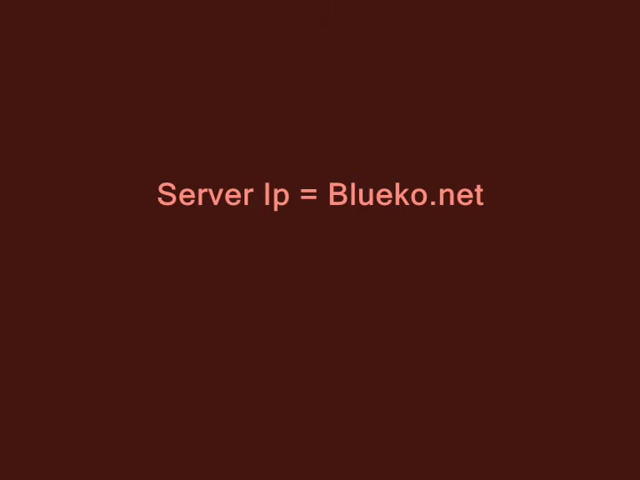 Server Ip = Blueko.net